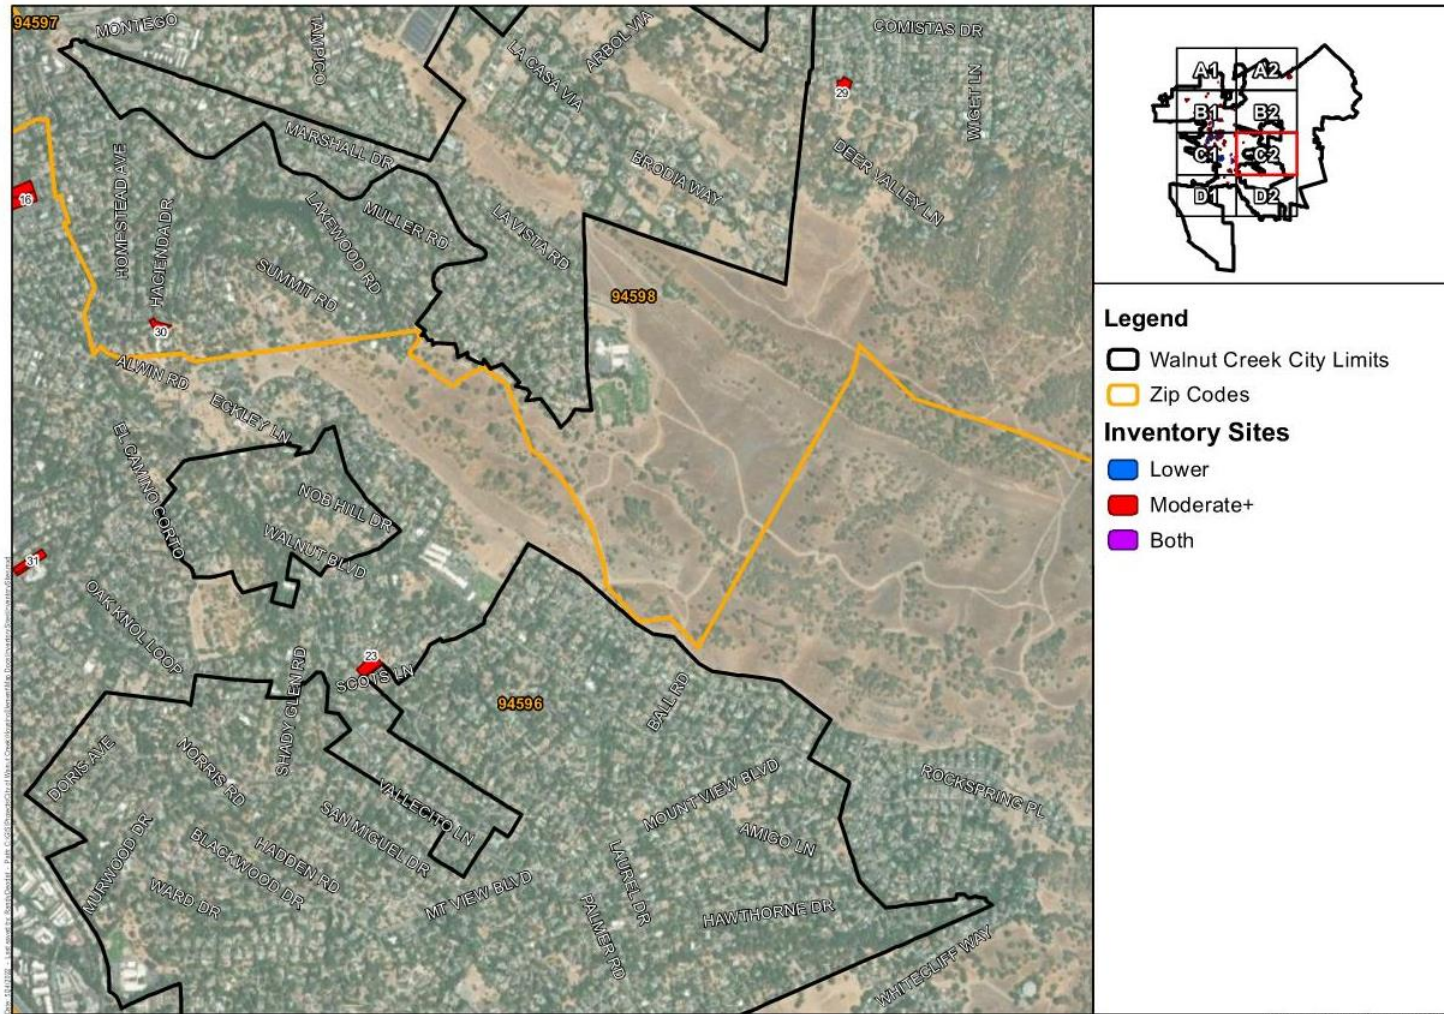 94597
MONTEGO
TAMPICO
LA CASA VIA
ARBOL VIA
COMISTAS DR
WIGET LN
29
MARSHALL DR
BRODIA WAY
DEER VALLEY LN
16
HOMESTEAD AVE
HACIENDA DR
LAKEWOOD RD
MULLER RD
LA VISTA RD
SUMMIT RD
94598
30
ALWIN RD
ECKLEY LN
EL CAMINO CORTO
NOB HILL DR
WALNUT BLVD
31
OAK KNOL LOOP
23
SCOTS LN
SHADY GLEN RD
94596
BALL RD
DORIS AVE
NORRIS RD
VALLECITO LN
SAN MIGUEL DR
MOUNT VIEW BLVD
ROCKSPRING PL
AMIGO LN
MURWOOD DR
BLACKWOOD DR
HADDEN RD
WARD DR
MT VIEW BLVD
LAUREL DR
PALMER RD
HAWTHORNE DR
WHITECLIFF WAY
A1
A2
B1
B2
C1
C2
D1
D2
Legend
Walnut Creek City Limits
Zip Codes
Inventory Sites
Lower
Moderate+
Both